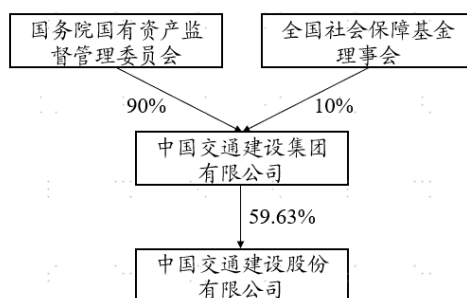 国务院国有资产监
督管理委员会
全国社会保障基金
理事会
90%
10%
中国交通建设集团
有限公司
59.63%
中国交通建设股份
有限公司